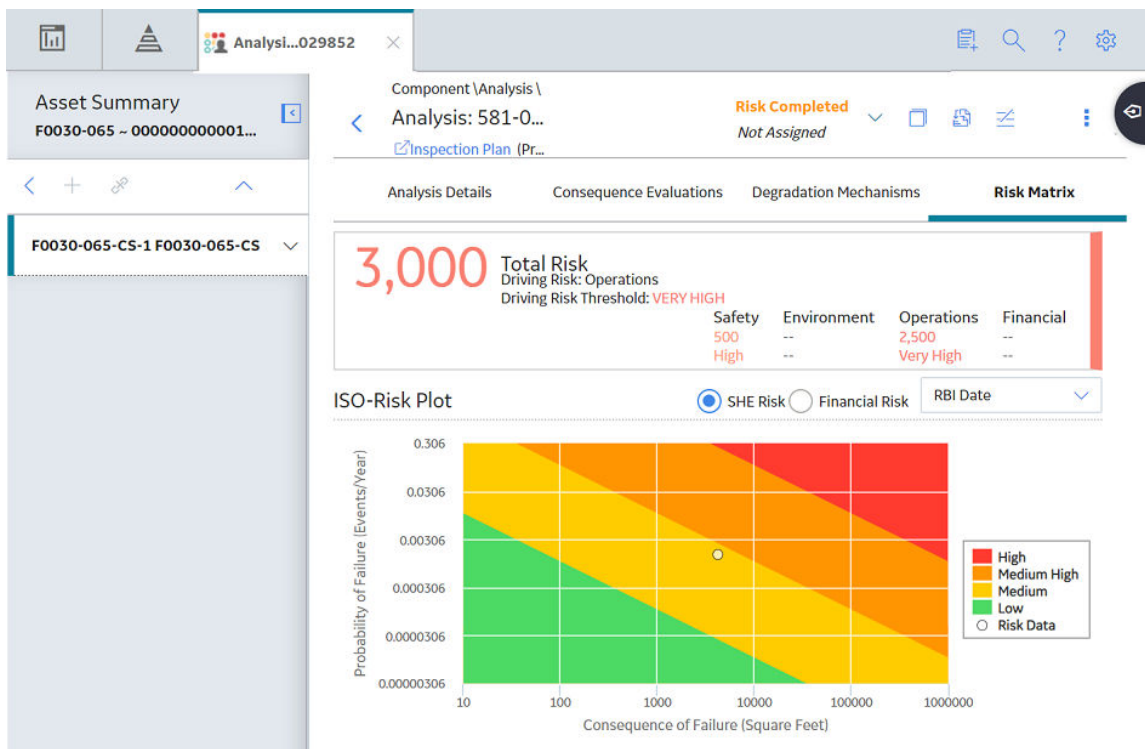 Analysi...029852
Asset Summary
F0030-065 ~ 000000000001...
F0030-065-CS-1 F0030-065-CS
Component \Analysis \
Analysis: 581-0...
Inspection Plan (Pr...
Risk Completed
Not Assigned
Analysis Details Consequence Evaluations Degradation Mechanisms Risk Matrix
3,000 Total Risk
Driving Risk: Operations
Driving Risk Threshold: VERY HIGH
Safety Environment Operations Financial
500 -- 2,500 --
High -- Very High --
ISO-Risk Plot SHE Risk Financial Risk RBI Date
Probability of Failure (Events/Year)
0.306
0.0306
0.00306
0.000306
0.0000306
0.00000306
10 100 1000 10000 100000 1000000
Consequence of Failure (Square Feet)
High
Medium High
Medium
Low
Risk Data